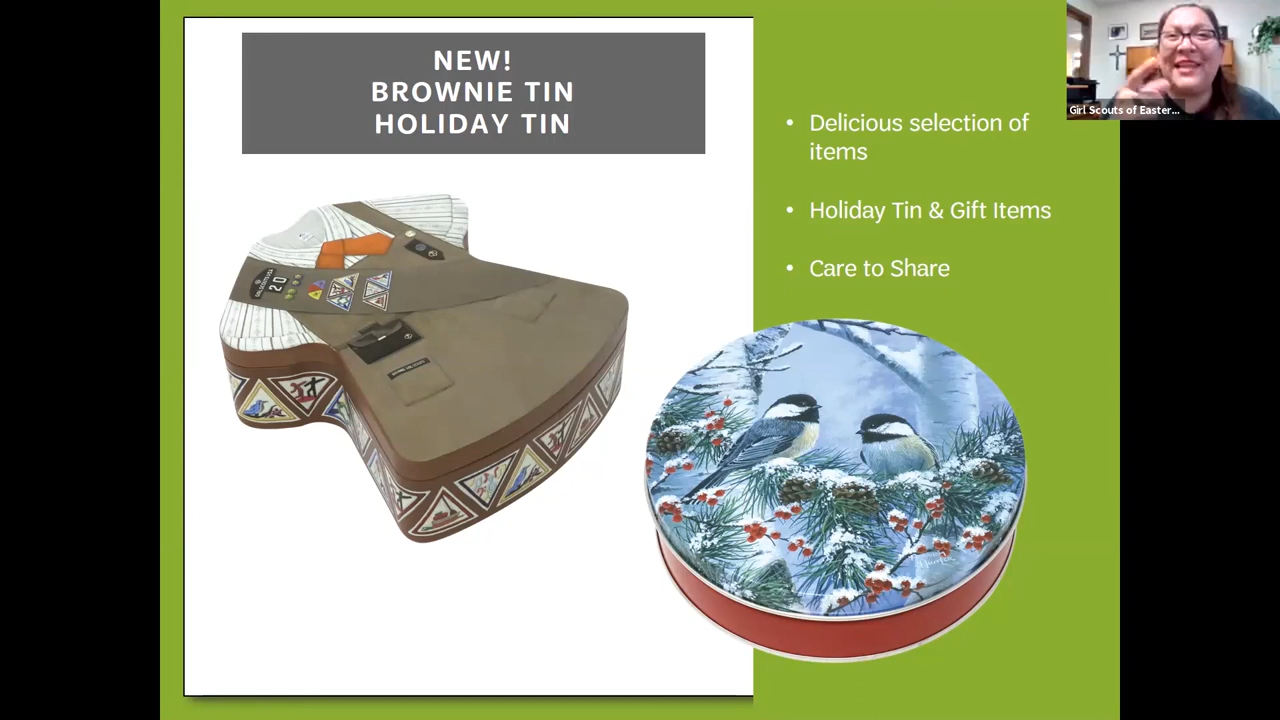 NEW!
BROWNIE TIN
HOLIDAY TIN
• Delicious selection of
items
• Holiday Tin & Gift Items
• Care to Share
Girl Scouts of Easter...
20